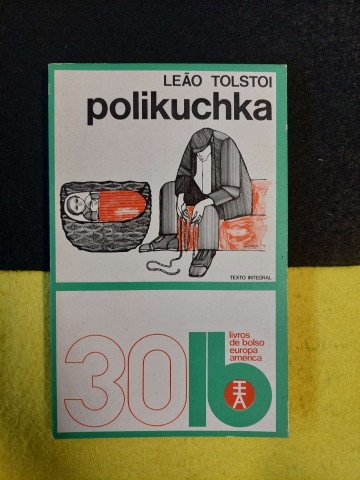 LEÃO TOLSTOI
polikuchka
TEXTO INTEGRAL
30 lb
livros
de bolso
europa
américa